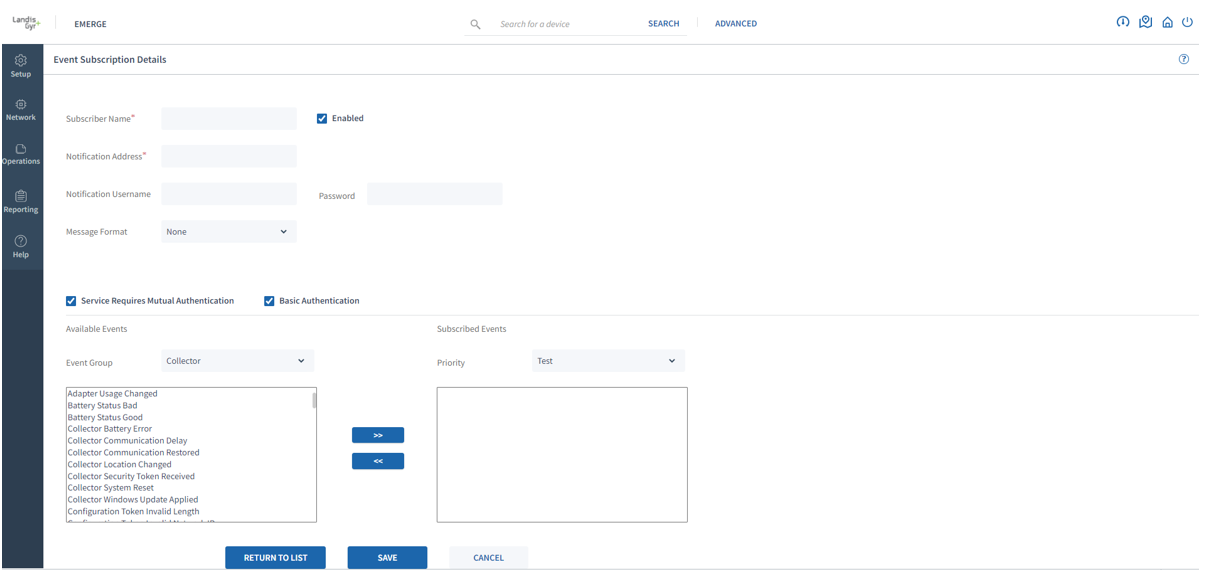 Landis
Gyr+
EMERGE
Search for a device
SEARCH
ADVANCED
Setup
Network
Operations
Reporting
Help
Event Subscription Details
?
Subscriber Name*
Enabled
Notification Address*
Notification Username
Password
Message Format
None
Service Requires Mutual Authentication
Basic Authentication
Available Events
Subscribed Events
Event Group
Collector
Priority
Test
Adapter Usage Changed
Battery Status Bad
Battery Status Good
Collector Battery Error
Collector Communication Delay
Collector Communication Restored
Collector Location Changed
Collector Security Token Received
Collector System Reset
Collector Windows Update Applied
Configuration Token Invalid Length
>>
<<
RETURN TO LIST
SAVE
CANCEL